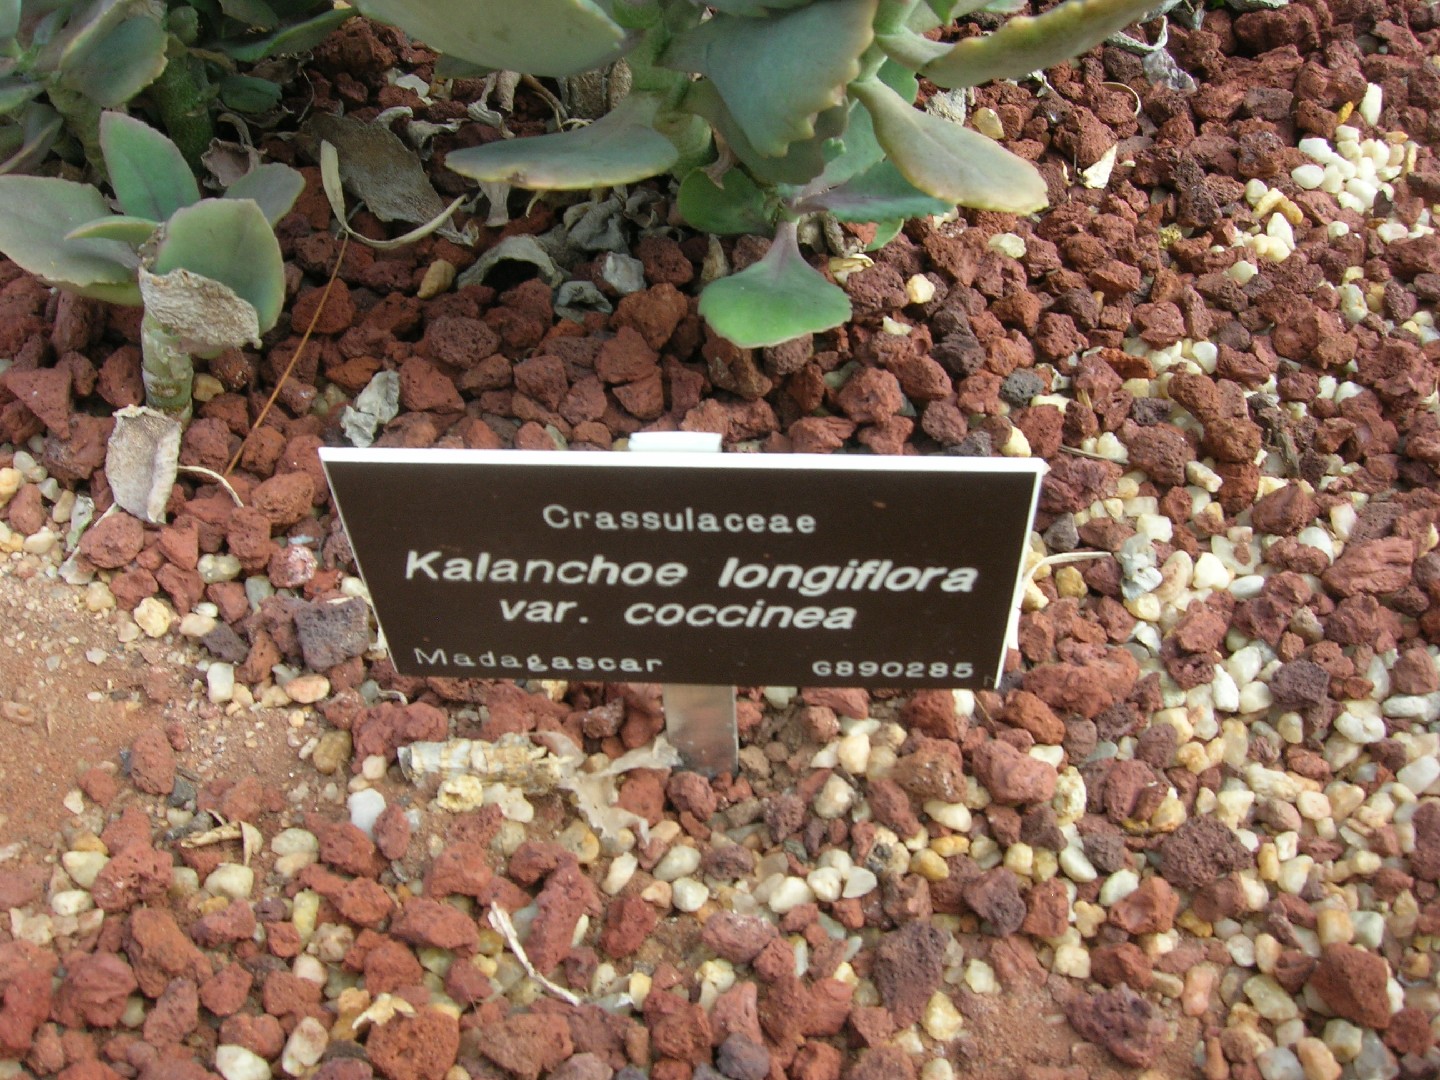 Crassulaceae
Kalanchoe longiflora
var. coccinea
Madagascar G890285